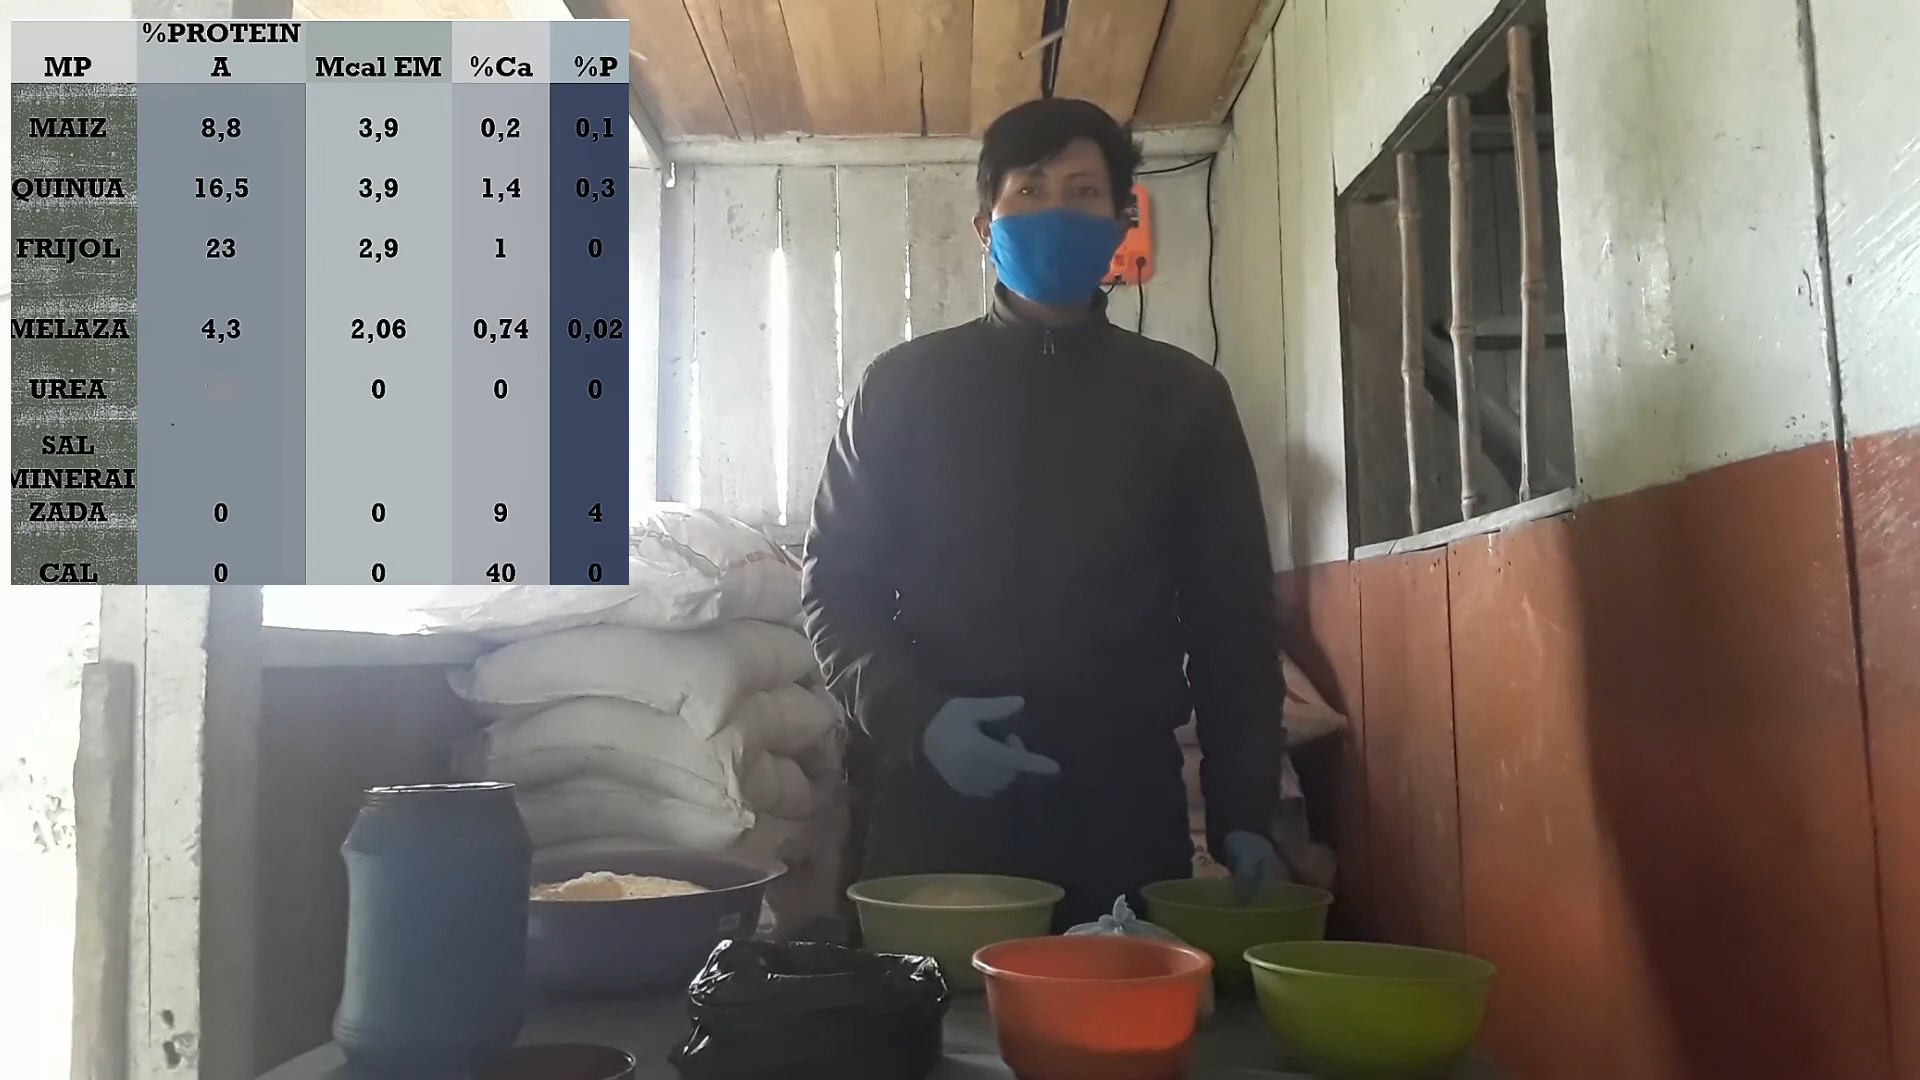 %PROTEIN
MP A Mcal EM %Ca %P
MAIZ 8,8 3,9 0,2 0,1
QUINUA 16,5 3,9 1,4 0,3
FRIJOL 23 2,9 1 0
MELAZA 4,3 2,06 0,74 0,02
UREA 0 0 0
SAL
MINERAI
ZADA 0 0 9 4
CAL 0 0 40 0